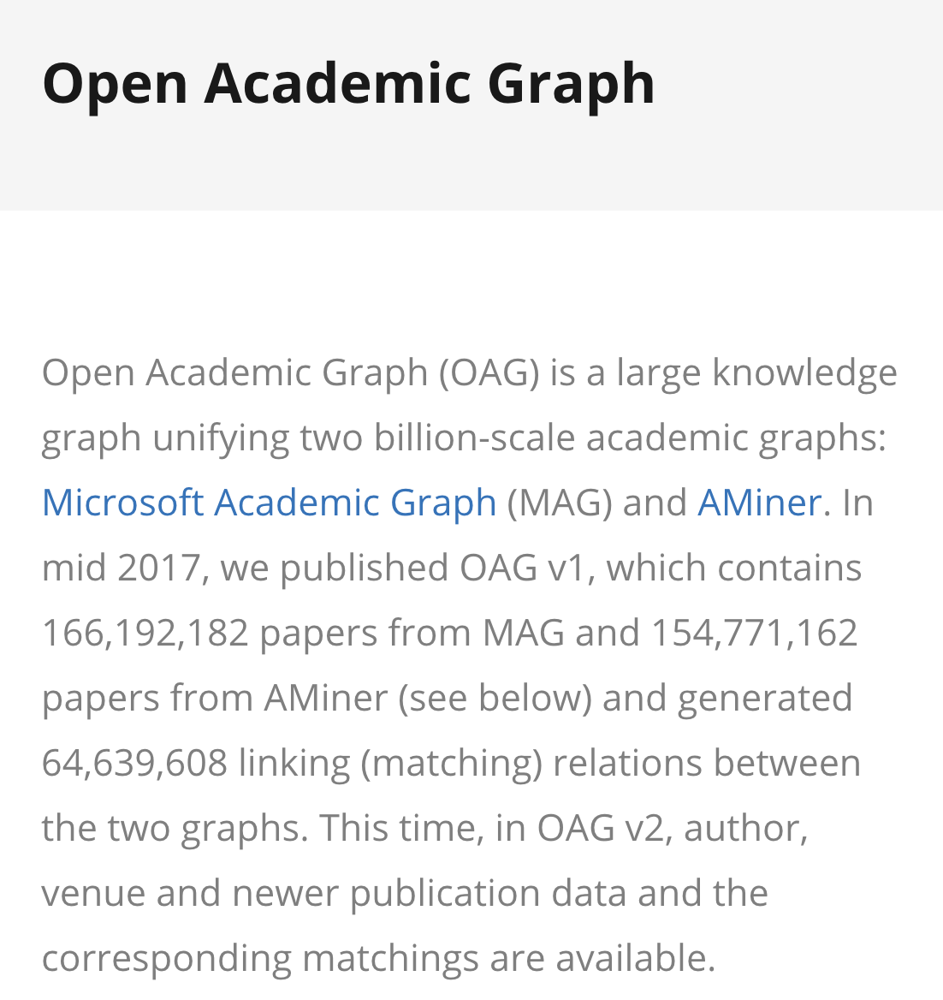 Open Academic Graph
Open Academic Graph (OAG) is a large knowledge
graph unifying two billion-scale academic graphs:
Microsoft Academic Graph (MAG) and AMiner. In
mid 2017, we published OAG v1, which contains
166,192,182 papers from MAG and 154,771,162
papers from AMiner (see below) and generated
64,639,608 linking (matching) relations between
the two graphs. This time, in OAG v2, author,
venue and newer publication data and the
corresponding matchings are available.